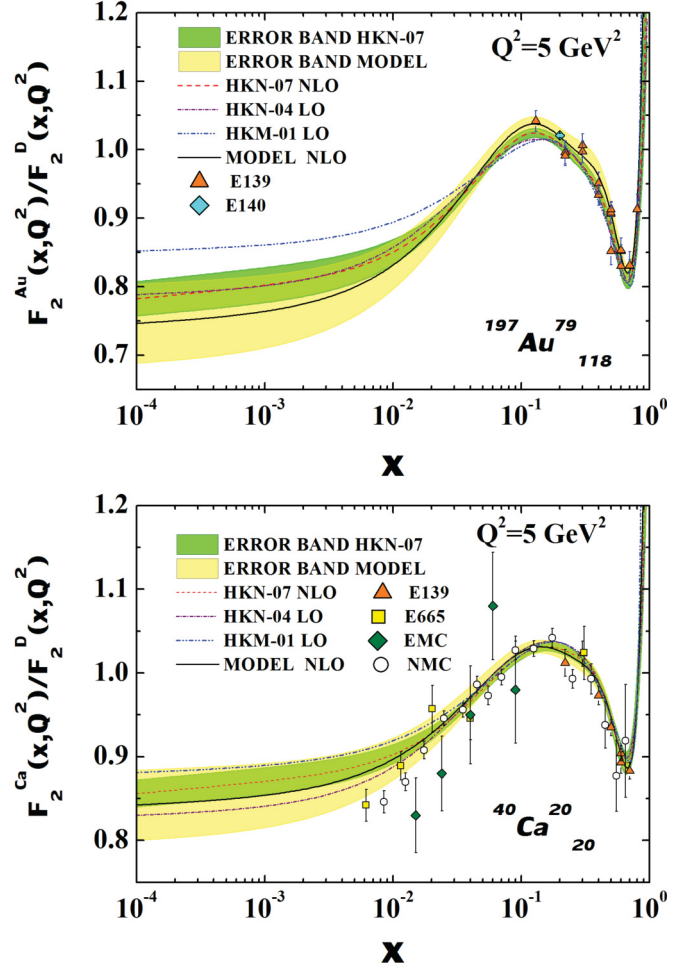 1.2
1.1
1.0
0.9
0.8
0.7
F₂^Au(x,Q²)/F₂^D(x,Q²)
ERROR BAND HKN-07
ERROR BAND MODEL
HKN-07 NLO
HKN-04 LO
HKM-01 LO
MODEL NLO
E139
E140
Q²=5 GeV²
¹⁹⁷Au⁷⁹₁₁₈
10⁻⁴ 10⁻³ 10⁻² 10⁻¹ 10⁰
x
1.2
1.1
1.0
0.9
0.8
F₂^Ca(x,Q²)/F₂^D(x,Q²)
Q²=5 GeV²
ERROR BAND HKN-07
ERROR BAND MODEL
HKN-07 NLO E139
HKN-04 LO E665
HKM-01 LO EMC
MODEL NLO NMC
⁴⁰Ca²⁰₂₀
10⁻⁴ 10⁻³ 10⁻² 10⁻¹ 10⁰
x